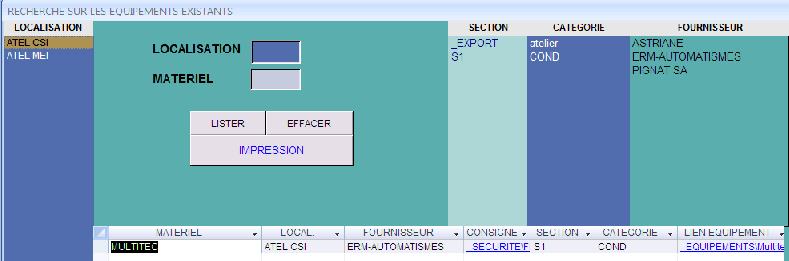 RECHERCHE SUR LES EQUIPEMENTS EXISTANTS
LOCALISATION
ATEL CSI
ATEL MEI
LOCALISATION
MATERIEL
LISTER
EFFACER
IMPRESSION
SECTION
_EXPORT
S1
CATEGORIE
atelier
COND
FOURNISSEUR
ASTRIANE
ERM-AUTOMATISMES
PIGNAT SA
MATERIEL LOCAL. FOURNISSEUR CONSIGNE SECTION CATEGORIE LIEN EQUIPEMENT
MULTITEC ATEL CSI ERM-AUTOMATISMES _SECURITE\F S1 COND _EQUIPEMENTS\Multite